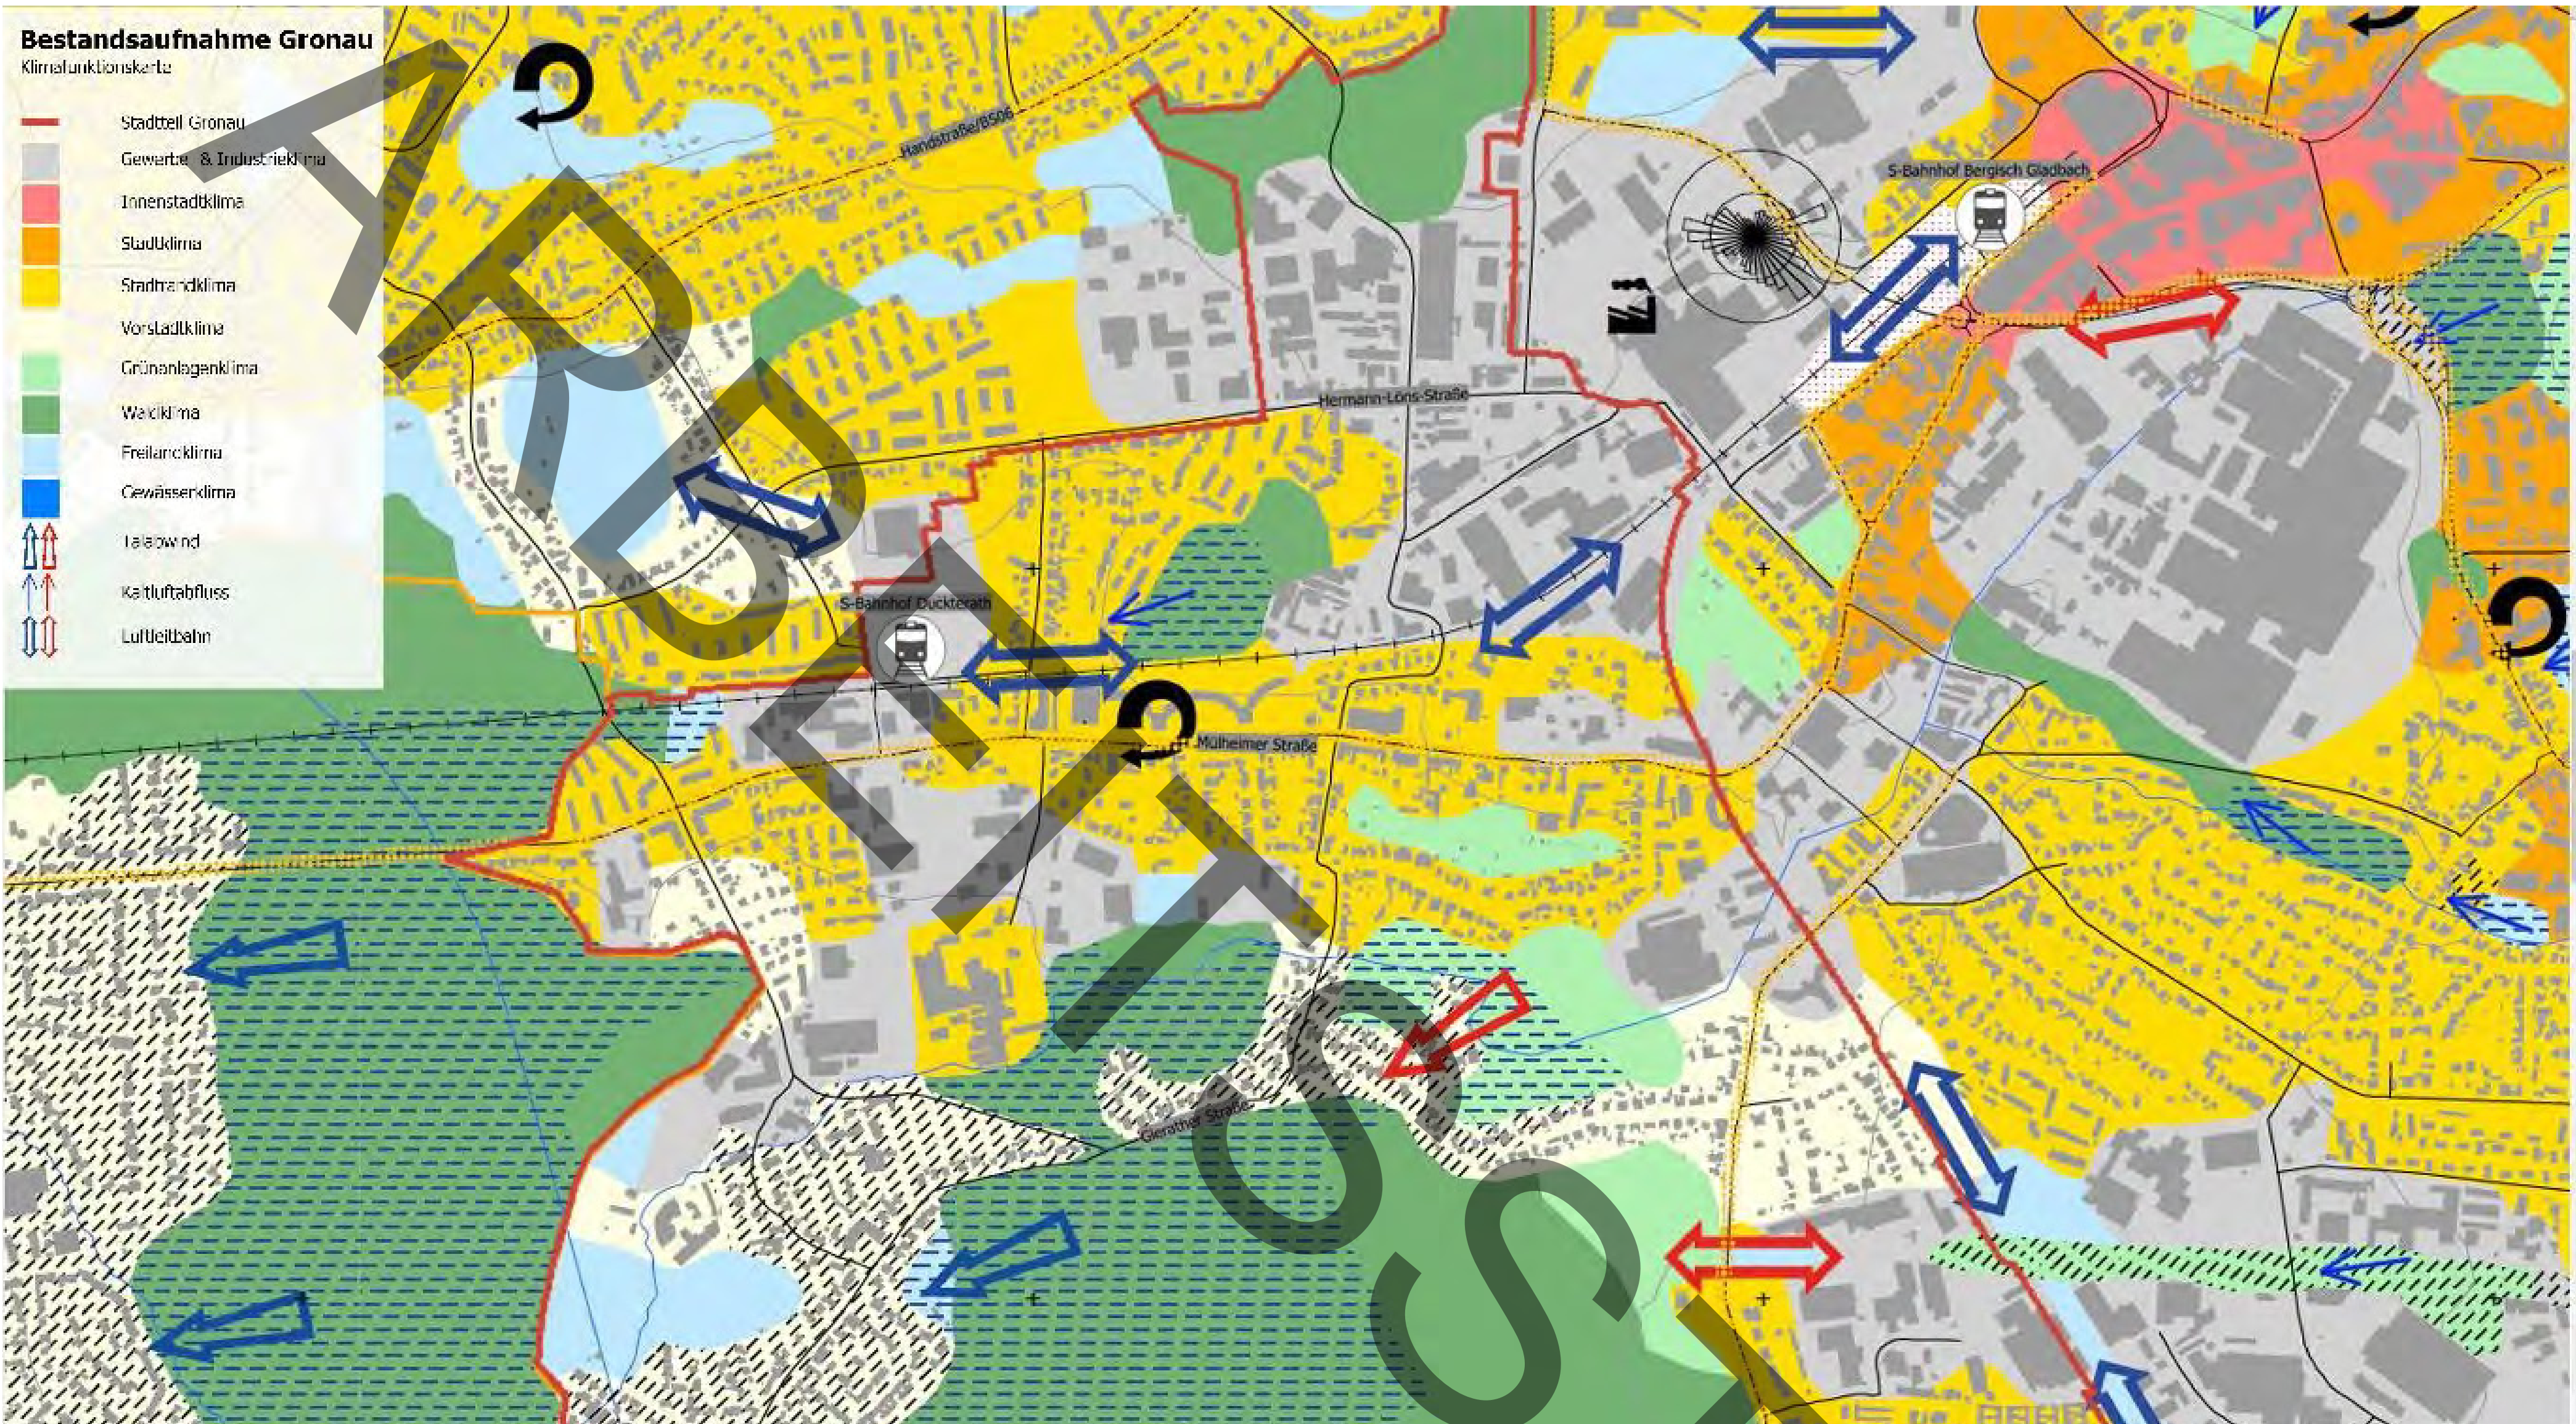 Bestandsaufnahme Gronau
Klimafunktionskarte
Stadtteil Gronau
Gewerbe- & Industrieklima
Innenstadtklima
Stadtklima
Stadtrandklima
Vorstadtklima
Grünanlagenklima
Waldklima
Freilandklima
Gewässerklima
Talabwind
Kaltluftabfluss
Luftleitbahn
Handstraße/BS06
S-Bahnhof Bergisch Gladbach
Hermann-Löns-Straße
S-Bahnhof Duckterath
Mülheimer Straße
Gierather Straße
ARBEITSST